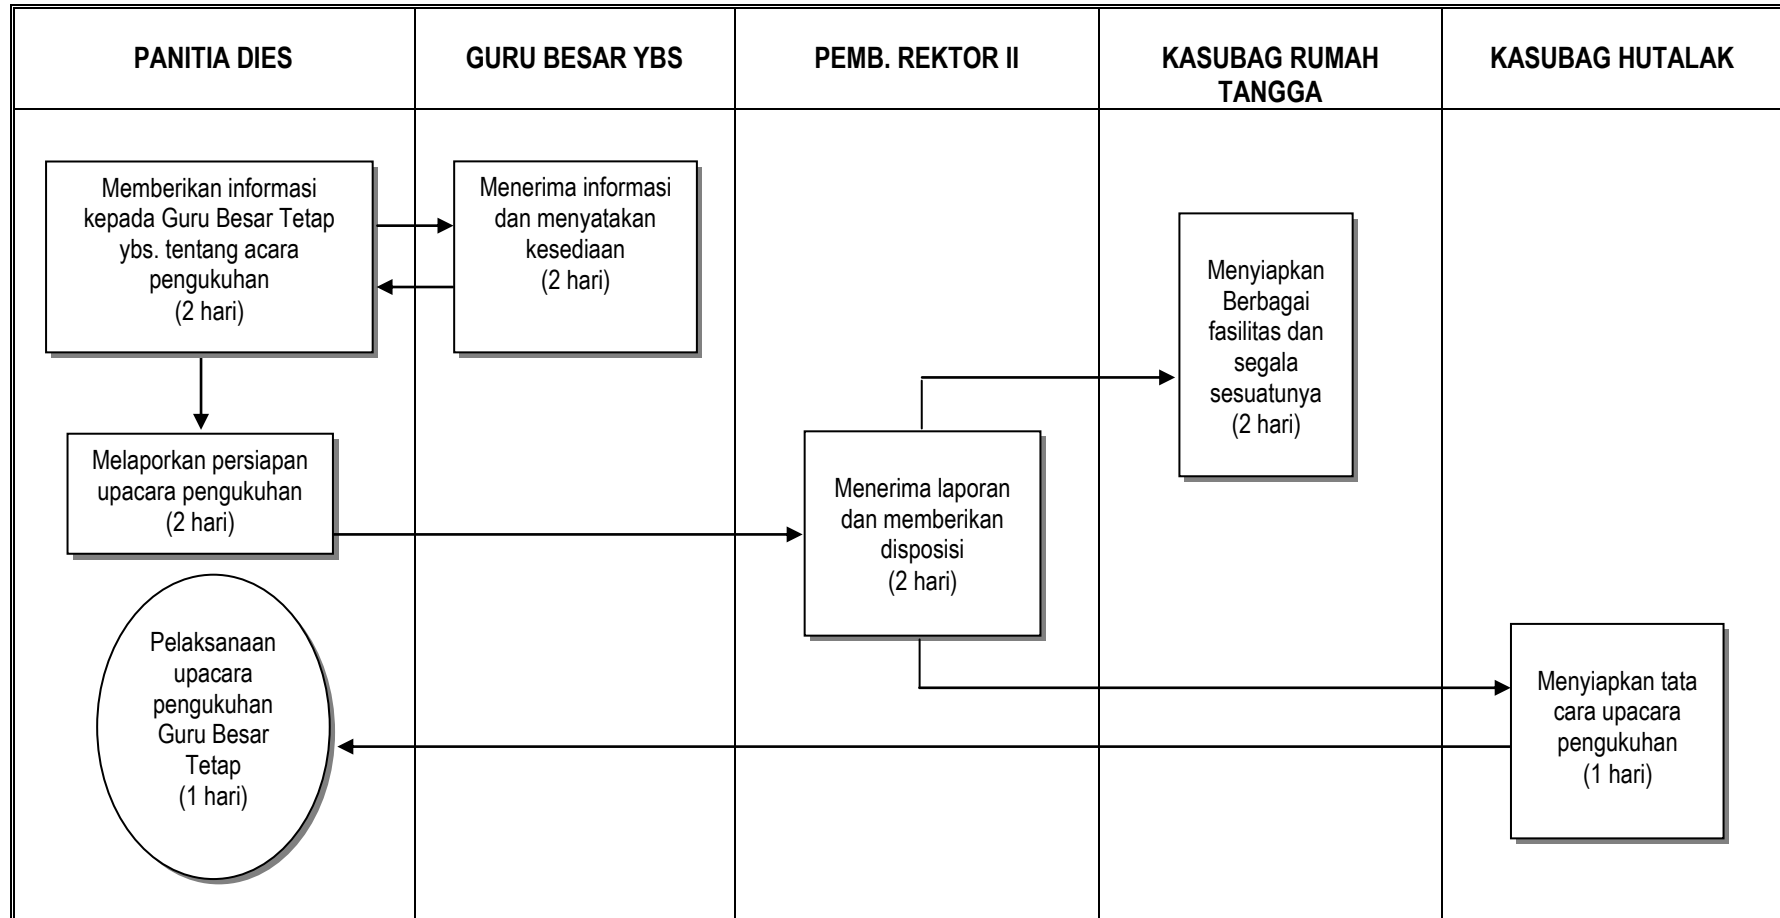 PANITIA DIES
GURU BESAR YBS
PEMB. REKTOR II
KASUBAG RUMAH
TANGGA
KASUBAG HUTALAK
Memberikan informasi
kepada Guru Besar Tetap
ybs. tentang acara
pengukuhan
(2 hari)
Menerima informasi
dan menyatakan
kesediaan
(2 hari)
Menyiapkan
Berbagai
fasilitas dan
segala
sesuatunya
(2 hari)
Melaporkan persiapan
upacara pengukuhan
(2 hari)
Menerima laporan
dan memberikan
disposisi
(2 hari)
Pelaksanaan
upacara
pengukuhan
Guru Besar
Tetap
(1 hari)
Menyiapkan tata
cara upacara
pengukuhan
(1 hari)